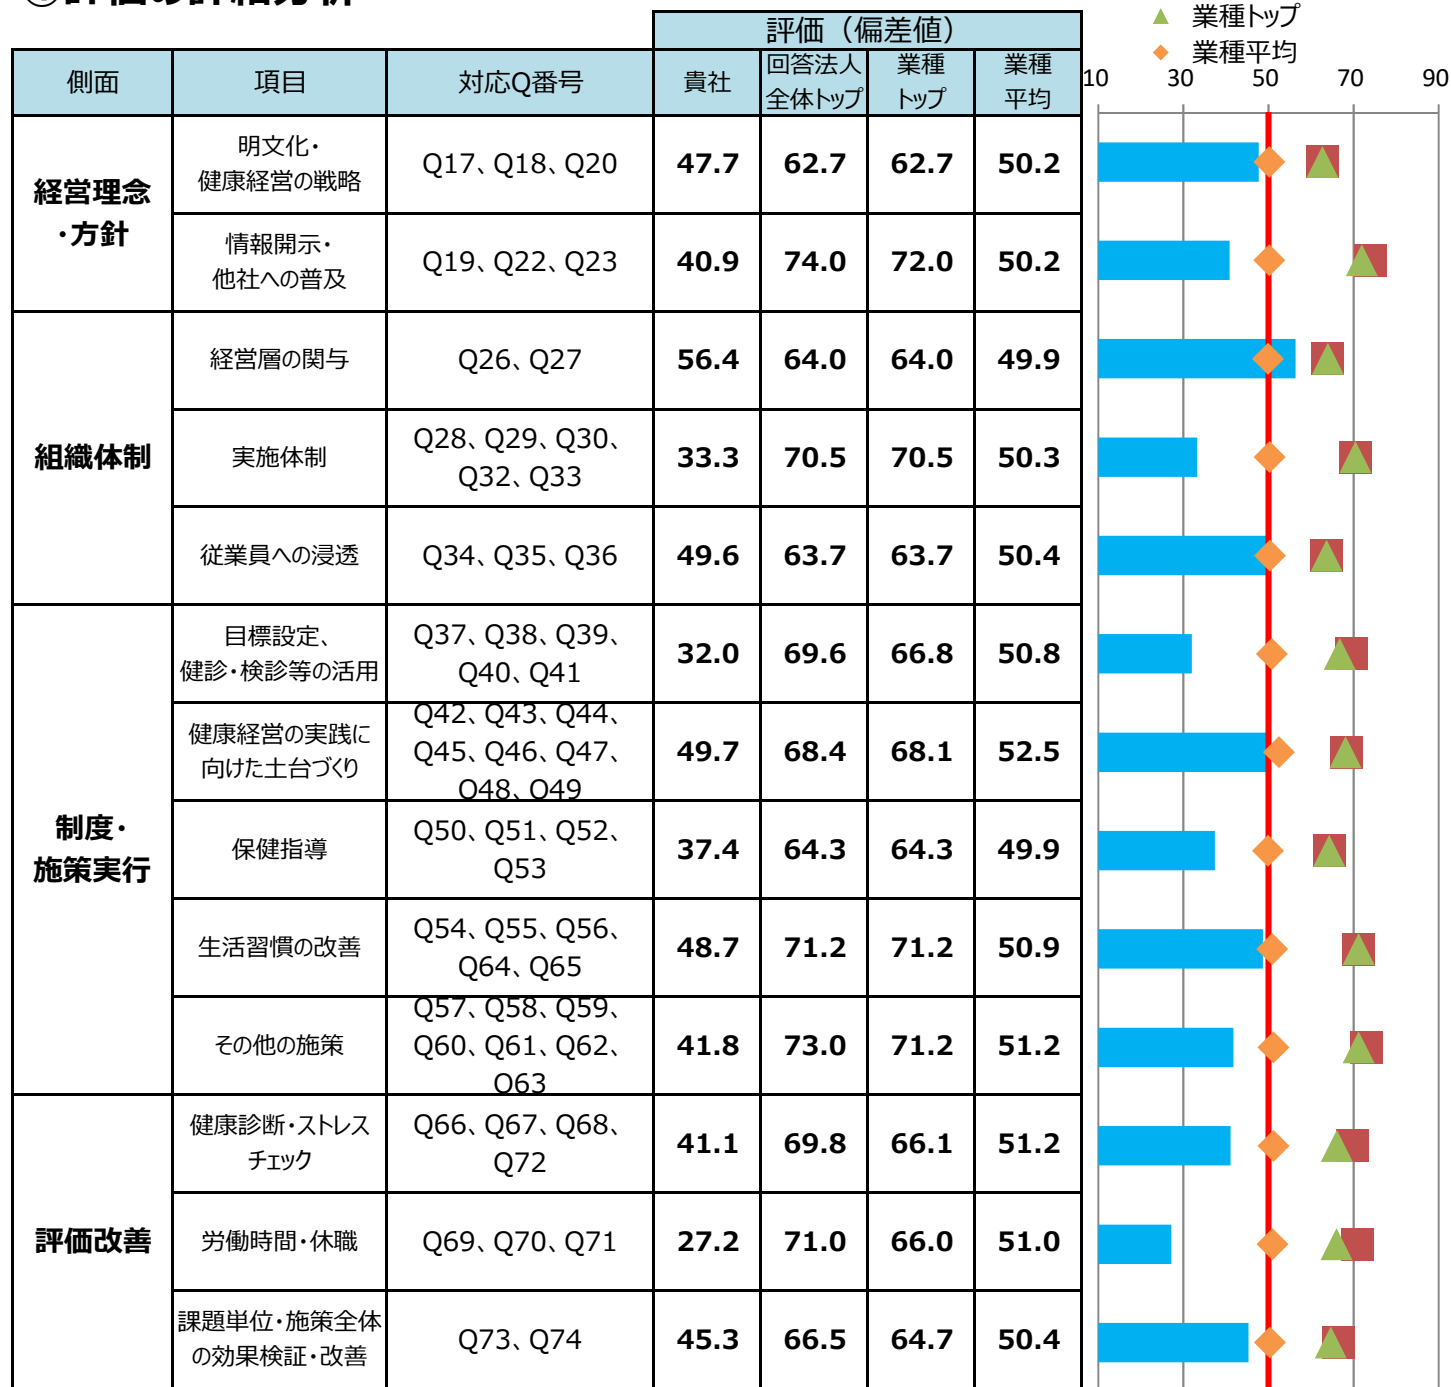 ①評価の詳細分析
▲ 業種トップ
◆ 業種平均
評価（偏差値）
側面 項目 対応Q番号 貴社 回答法人 業種 業種
全体トップ トップ 平均
10 30 50 70 90
経営理念
・方針
明文化・
健康経営の戦略
Q17、Q18、Q20 47.7 62.7 62.7 50.2
情報開示・
他社への普及
Q19、Q22、Q23 40.9 74.0 72.0 50.2
組織体制
経営層の関与 Q26、Q27 56.4 64.0 64.0 49.9
実施体制
Q28、Q29、Q30、
Q32、Q33
33.3 70.5 70.5 50.3
従業員への浸透 Q34、Q35、Q36 49.6 63.7 63.7 50.4
制度・
施策実行
目標設定、
健診・検診等の活用
Q37、Q38、Q39、
Q40、Q41
32.0 69.6 66.8 50.8
健康経営の実践に
向けた土台づくり
Q42、Q43、Q44、
Q45、Q46、Q47、
Q48、Q49
49.7 68.4 68.1 52.5
保健指導
Q50、Q51、Q52、
Q53
37.4 64.3 64.3 49.9
生活習慣の改善
Q54、Q55、Q56、
Q64、Q65
48.7 71.2 71.2 50.9
その他の施策
Q57、Q58、Q59、
Q60、Q61、Q62、
Q63
41.8 73.0 71.2 51.2
評価改善
健康診断・ストレス
チェック
Q66、Q67、Q68、
Q72
41.1 69.8 66.1 51.2
労働時間・休職 Q69、Q70、Q71 27.2 71.0 66.0 51.0
課題単位・施策全体
の効果検証・改善
Q73、Q74 45.3 66.5 64.7 50.4